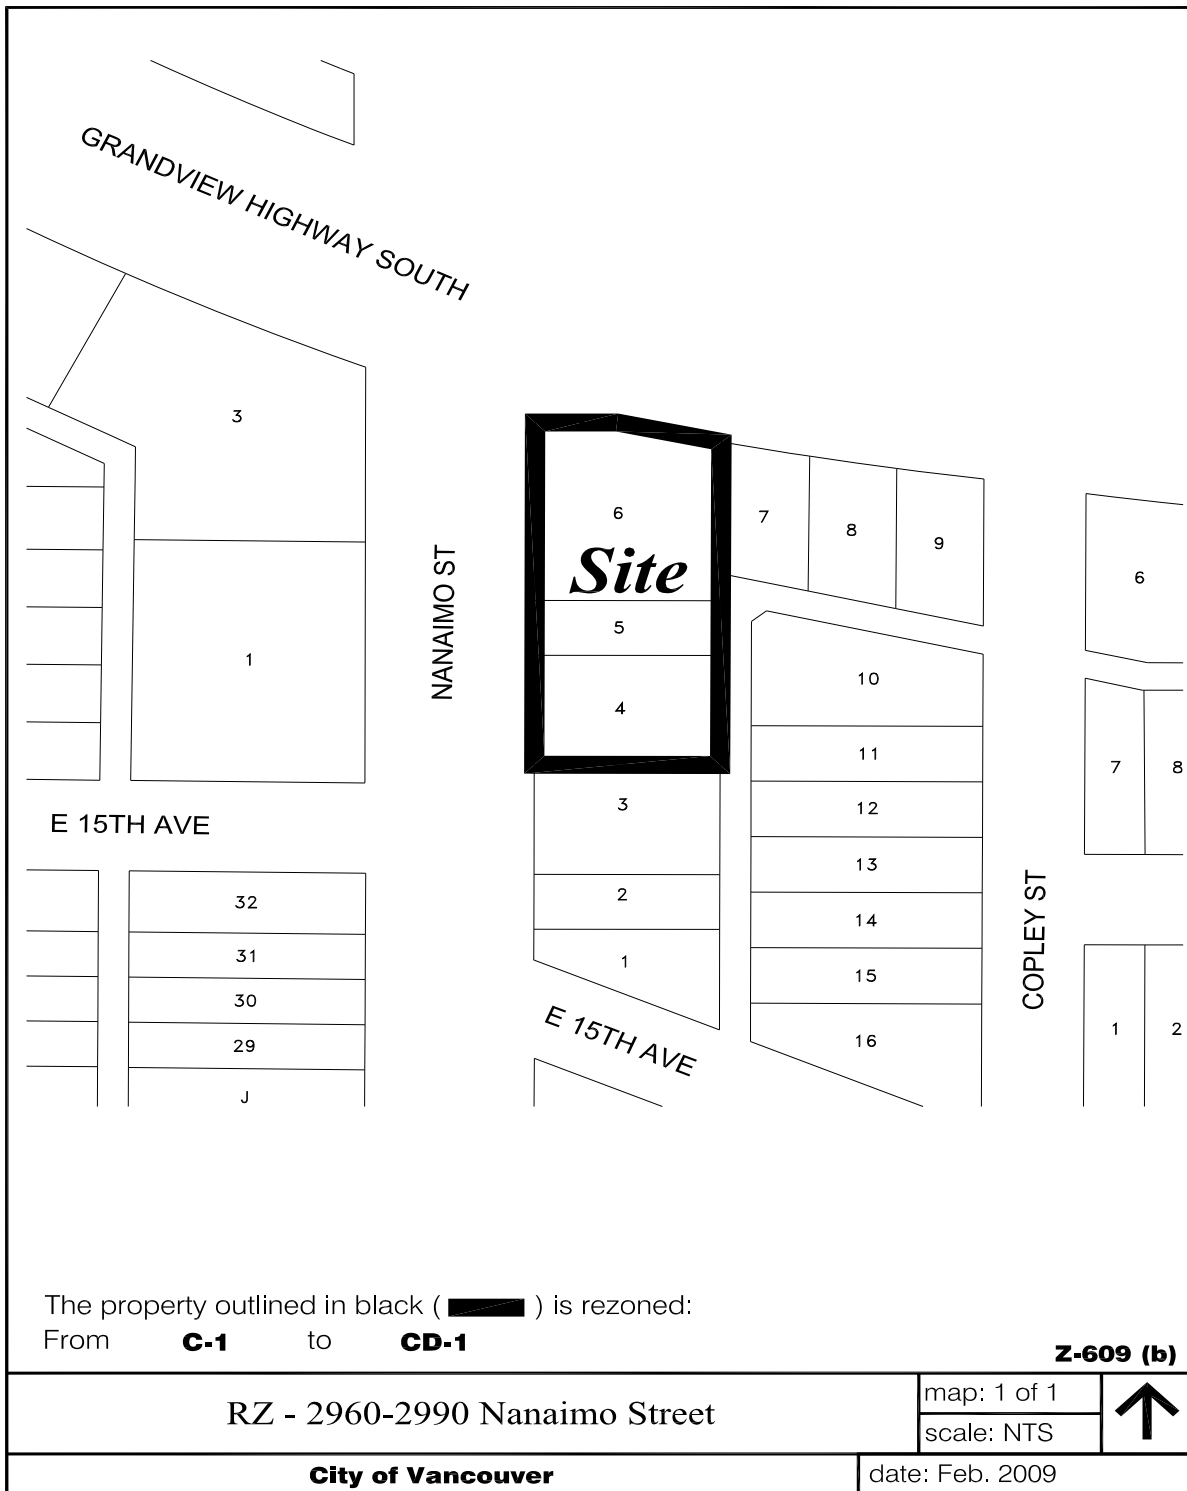 GRANDVIEW HIGHWAY SOUTH
3
6
7
8
9
Site
6
NANAIMO ST
5
1
10
4
11
7
8
3
12
E 15TH AVE
13
2
32
14
COPLEY ST
31
1
15
30
E 15TH AVE
1
2
29
16
J
The property outlined in black ( ) is rezoned:
From C-1 to CD-1
Z-609 (b)
RZ - 2960-2990 Nanaimo Street
map: 1 of 1
scale: NTS
City of Vancouver
date: Feb. 2009